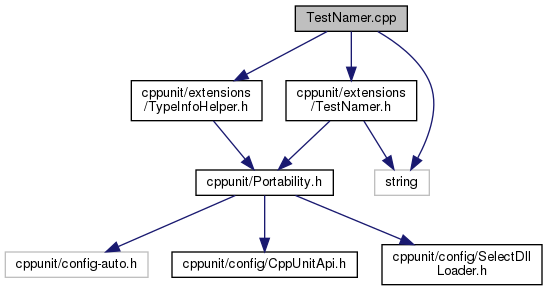 TestNamer.cpp
cppunit/extensions
/TypeInfoHelper.h
cppunit/extensions
/TestNamer.h
cppunit/Portability.h
string
cppunit/config-auto.h
cppunit/config/CppUnitApi.h
cppunit/config/SelectDll
Loader.h